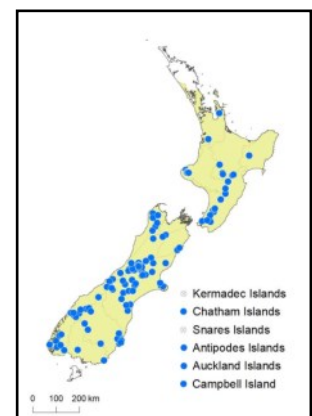 Kermadec Islands
Chatham Islands
Snares Islands
Antipodes Islands
Auckland Islands
Campbell Island
0 100 200 km